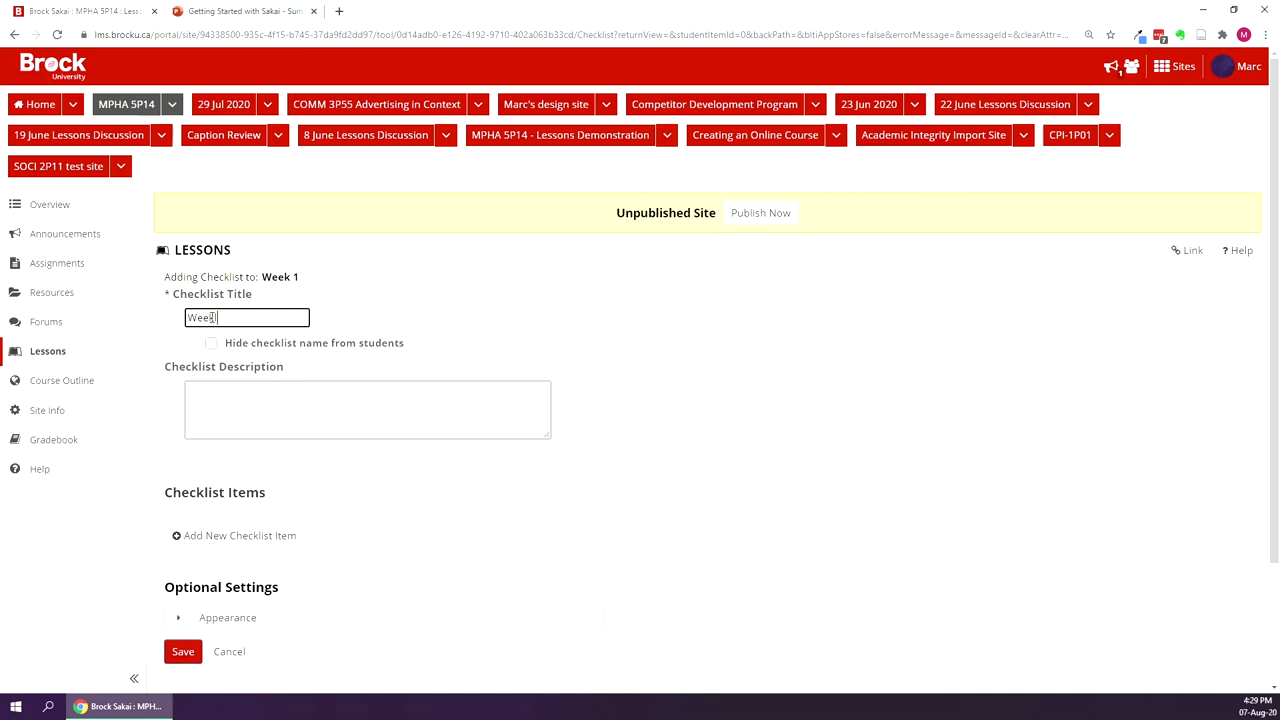 Brock Sakai : MPHA 5P14 : Less
Getting Started with Sakai - Sum
lms.brocku.ca/portal/site/94338500-935c-4f15-b745-37da9fd2dd97/tool/0d14adb0-e126-4192-9710-402a063b33cd/Checklist?returnView=&studentItemId=0&backPath=&bltiAppStores=false&errorMessage=&messageId=&clearAttr=...
M
Brock
University
1
Sites
Marc
Home
MPHA 5P14
29 Jul 2020
COMM 3P55 Advertising in Context
Marc's design site
Competitor Development Program
23 Jun 2020
22 June Lessons Discussion
19 June Lessons Discussion
Caption Review
8 June Lessons Discussion
MPHA 5P14 - Lessons Demonstration
Creating an Online Course
Academic Integrity Import Site
CPI-1P01
SOCI 2P11 test site
Overview
Announcements
Assignments
Resources
Forums
Lessons
Course Outline
Site Info
Gradebook
Help
Unpublished Site Publish Now
LESSONS
Link
? Help
Adding Checklist to: Week 1
* Checklist Title
Week
Hide checklist name from students
Checklist Description
Checklist Items
Add New Checklist Item
Optional Settings
Appearance
Save
Cancel
Brock Sakai : MPH...
4:29 PM
07-Aug-20